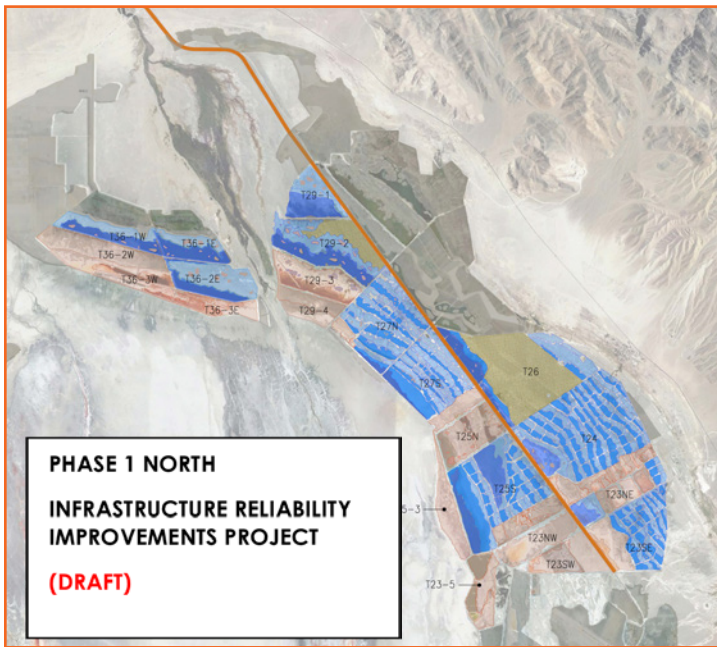 T29-1
T36-1W
T36-1E
T29-2
T36-2W
T36-2E
T29-3
T36-3W
T36-3E
T29-4
T27N
T26
T27S
T25N
T24
T25S
T23NE
5-3
T23NW
T23SE
T23SW
T23-5
PHASE 1 NORTH
INFRASTRUCTURE RELIABILITY
IMPROVEMENTS PROJECT
(DRAFT)